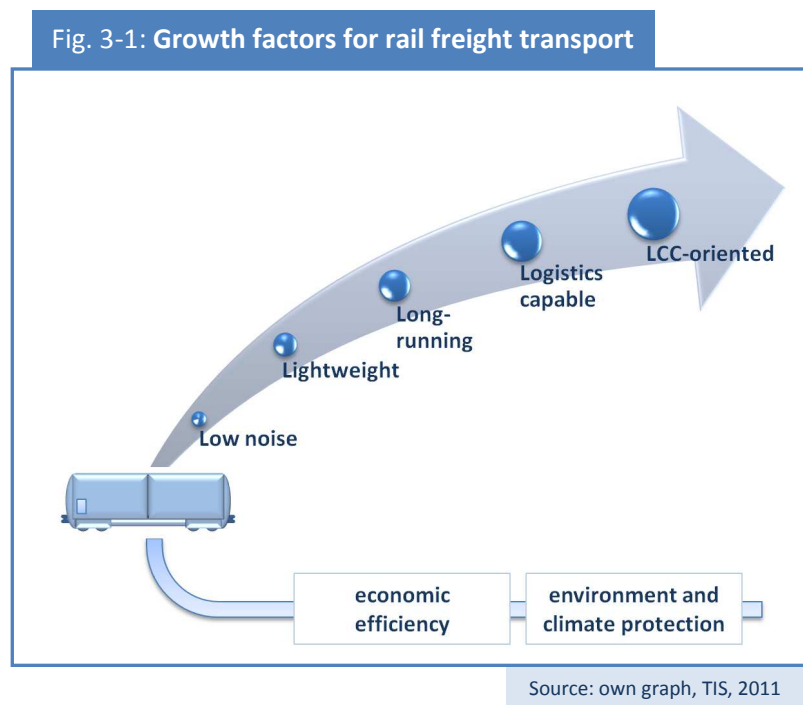 Fig. 3-1: Growth factors for rail freight transport
LCC-oriented
Logistics
capable
Long-
running
Lightweight
Low noise
economic
efficiency
environment and
climate protection
Source: own graph, TIS, 2011